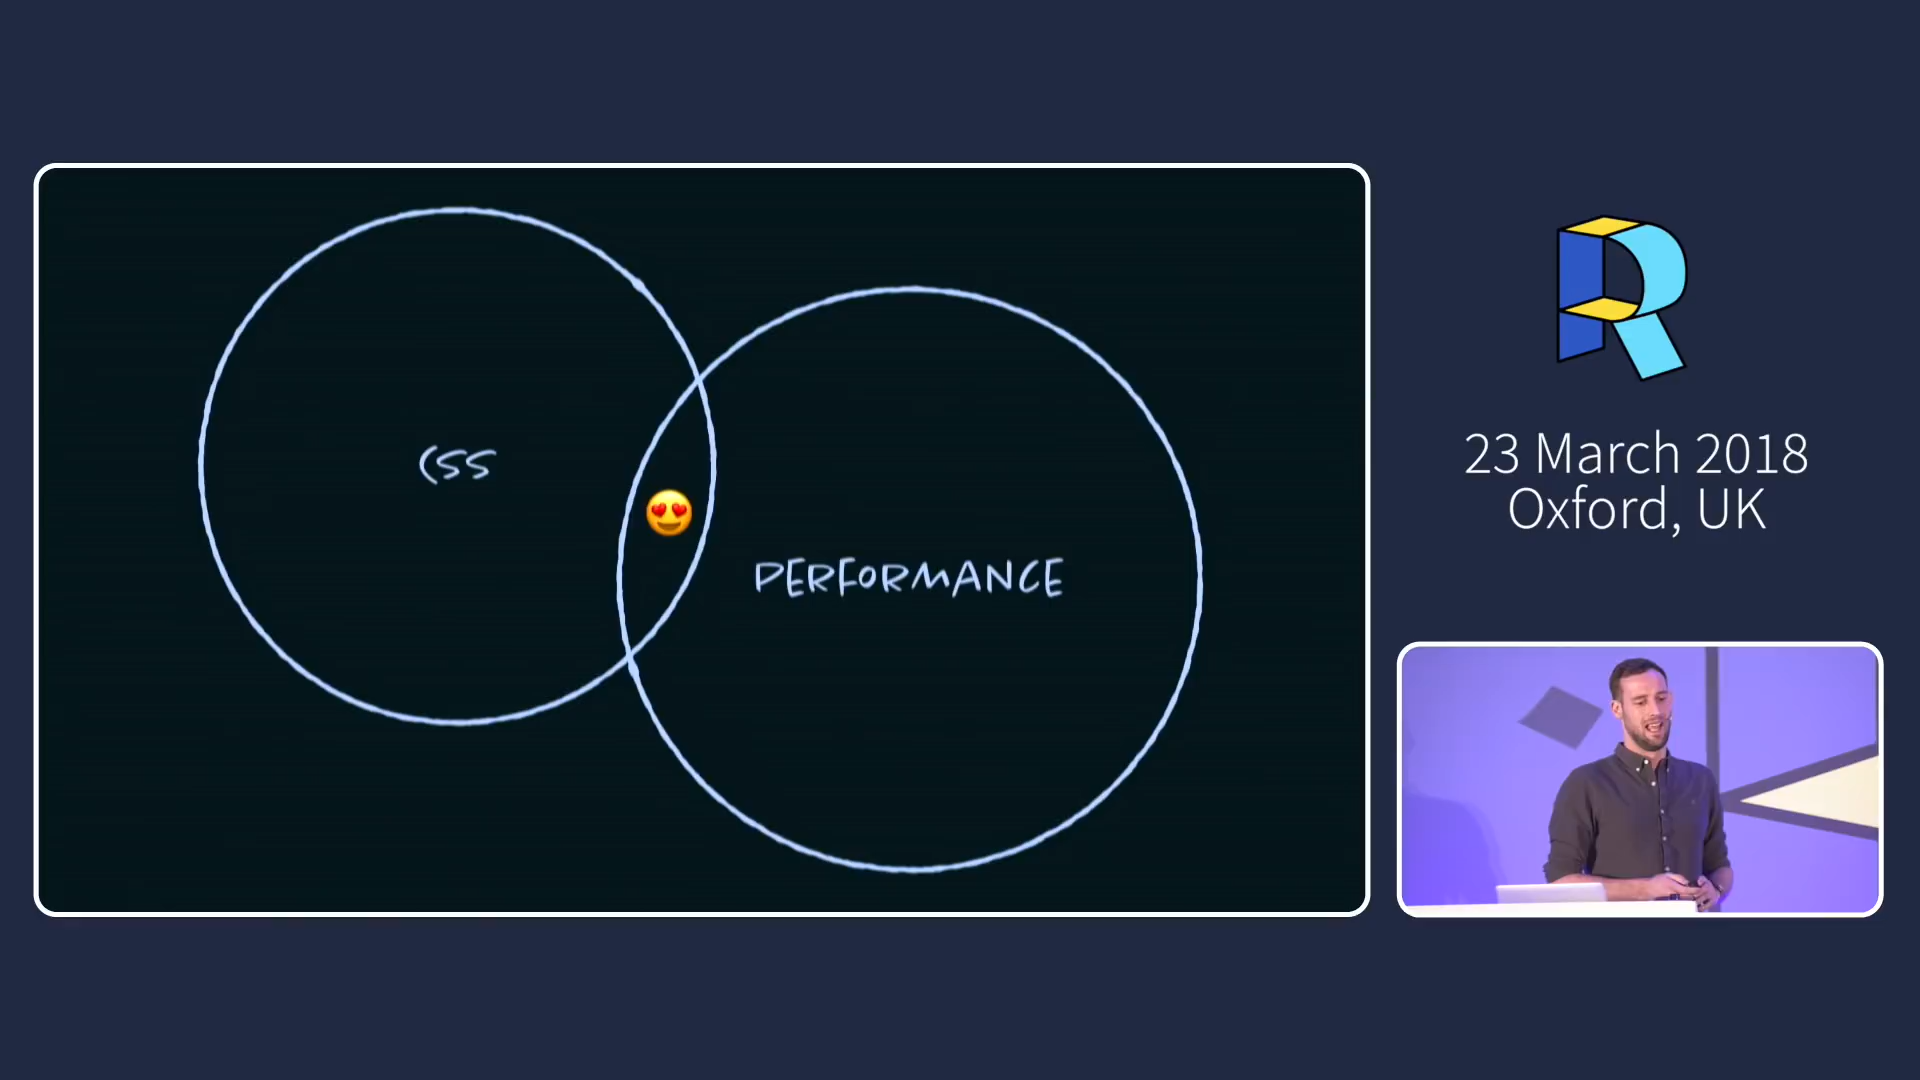 CSS
PERFORMANCE
R
23 March 2018
Oxford, UK